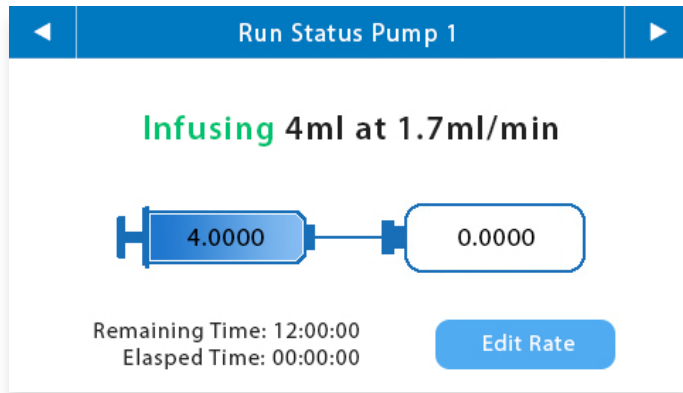 Run Status Pump 1
Infusing 4ml at 1.7ml/min
4.0000
0.0000
Remaining Time: 12:00:00
Elasped Time: 00:00:00
Edit Rate